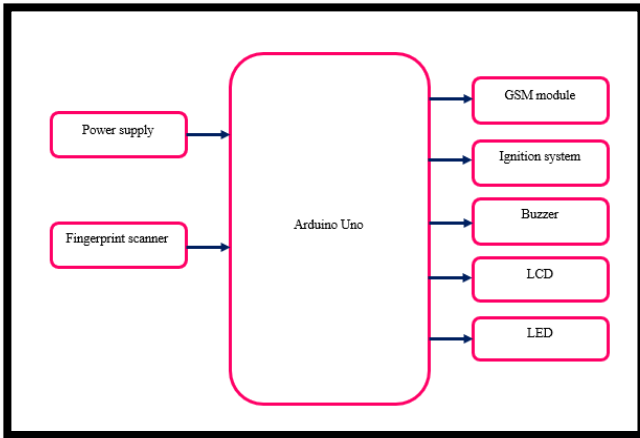 Power supply
Fingerprint scanner
Arduino Uno
GSM module
Ignition system
Buzzer
LCD
LED